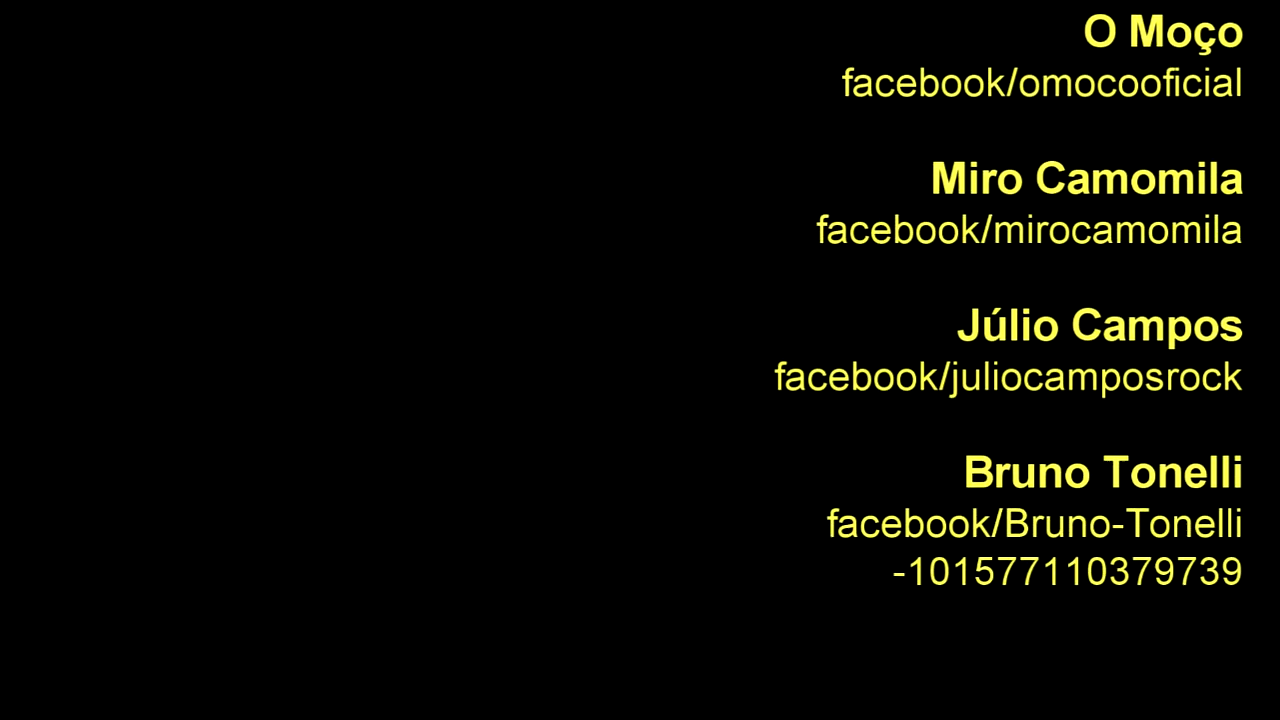 O Moço
facebook/omocooficial
Miro Camomila
facebook/mirocamomila
Júlio Campos
facebook/juliocamposrock
Bruno Tonelli
facebook/Bruno-Tonelli
-101577110379739